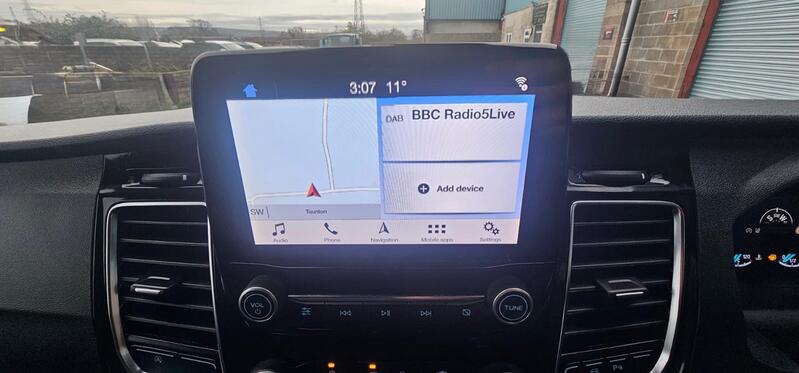 3:07 11°
DAB BBC Radio5Live
Add device
SW Taunton
Audio Phone Navigation Mobile apps Settings
VOL
TUNE